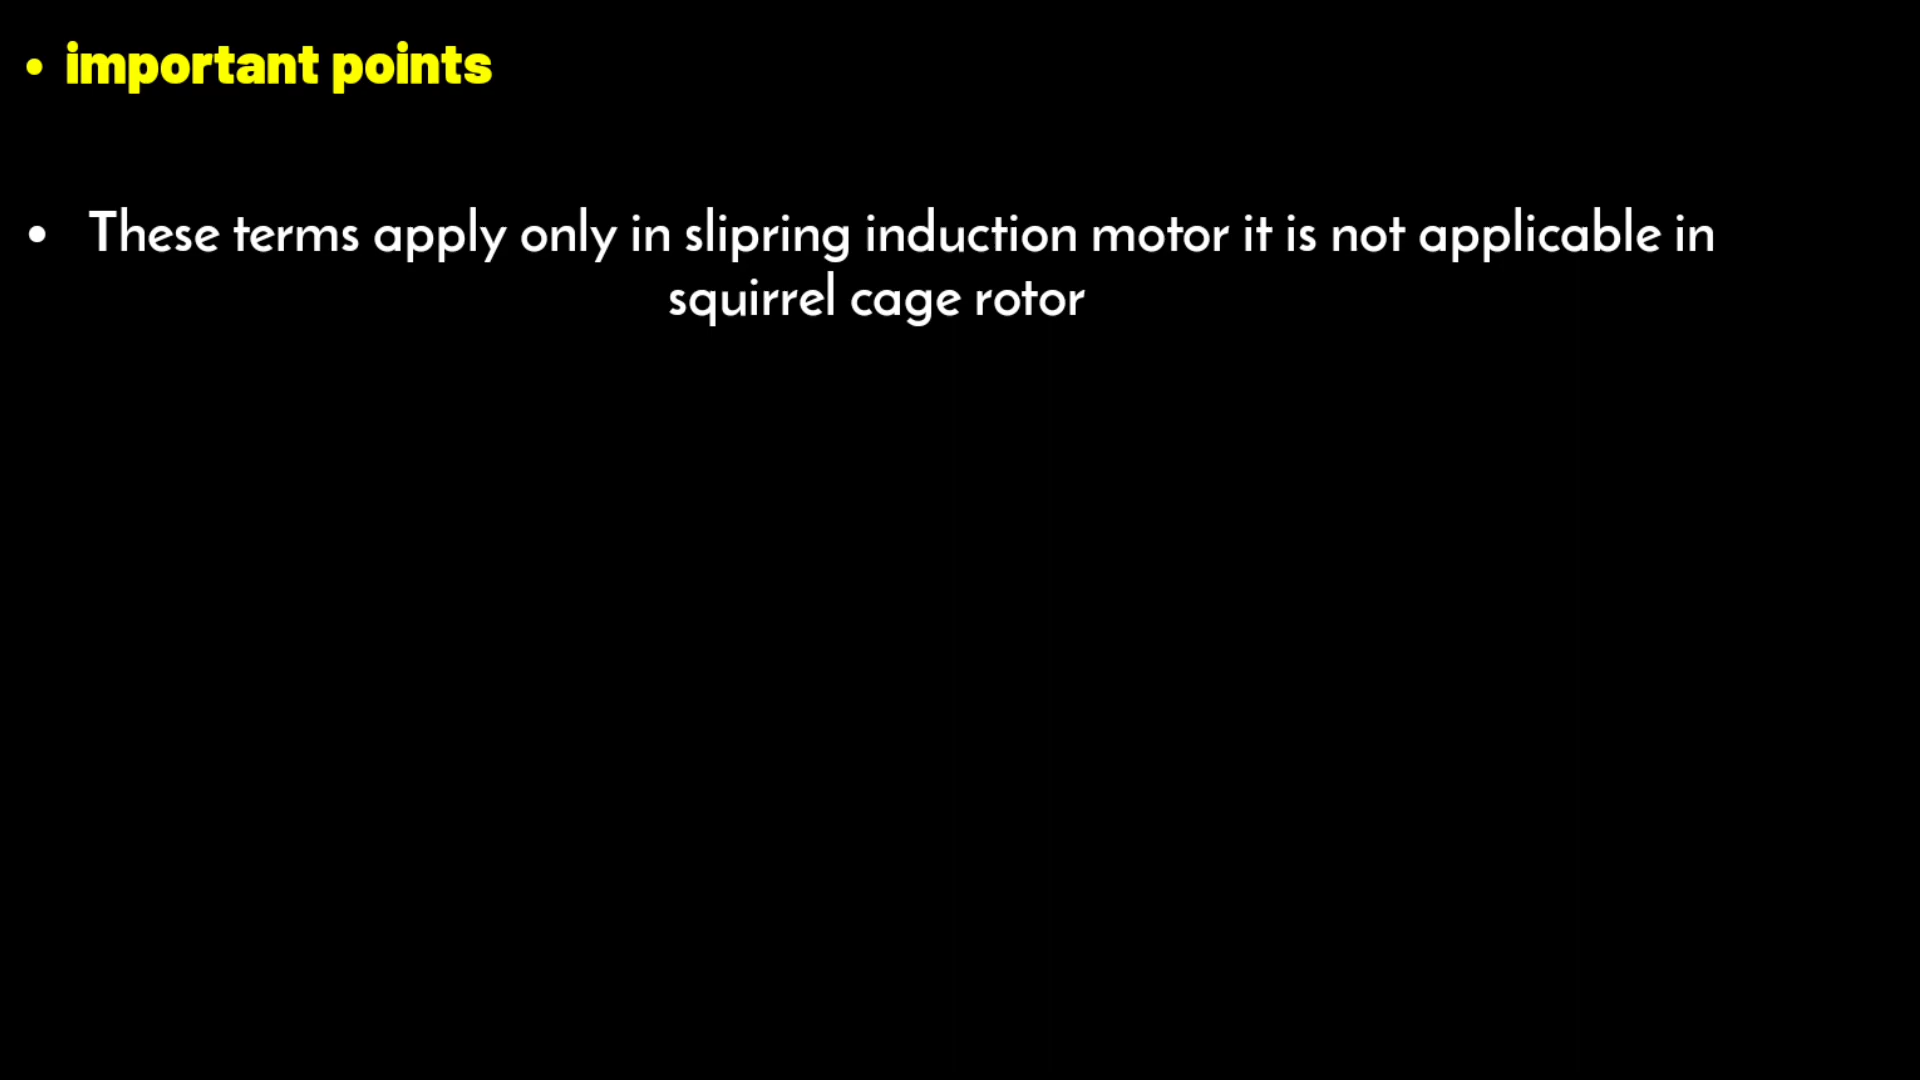 • important points
• These terms apply only in slipring induction motor it is not applicable in
squirrel cage rotor